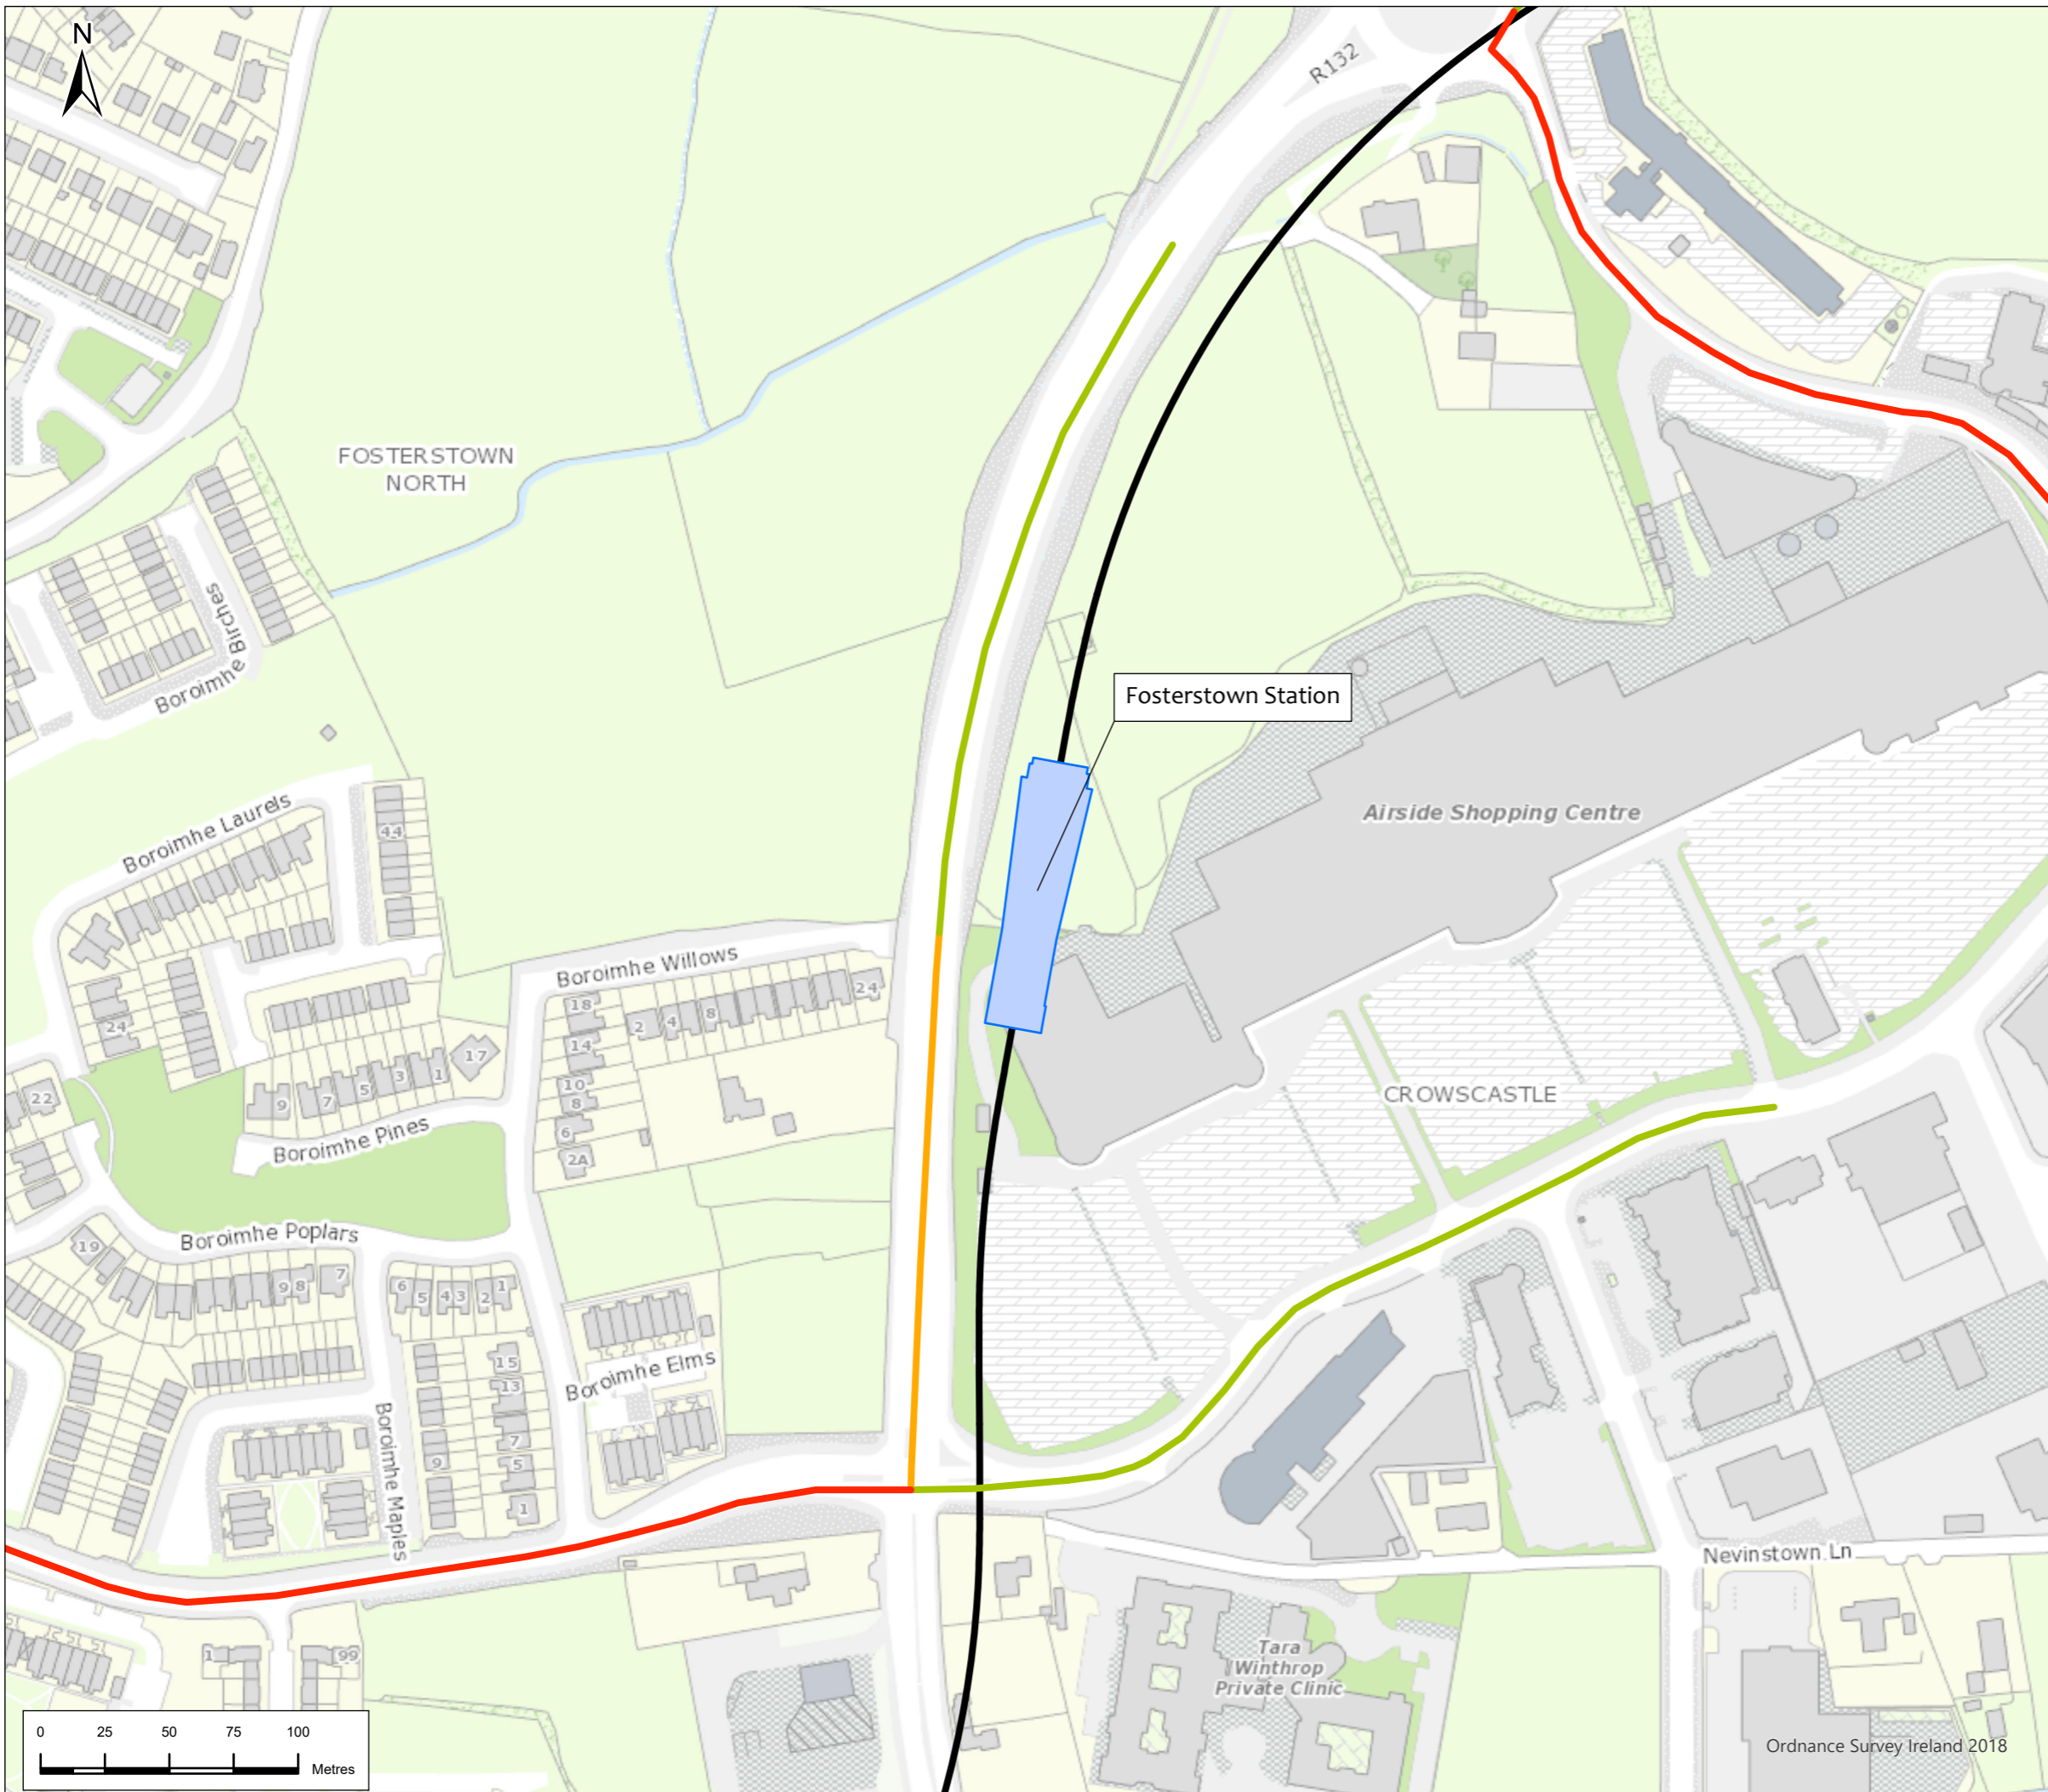 N
R132
FOSTERSTOWN
NORTH
Boroimhe Birches
Fosterstown Station
Airside Shopping Centre
Boroimhe Laurels
44
Boroimhe Willows
24
18
2
4
8
24
14
17
1
3
5
7
9
10
8
6
2A
22
CROWSCASTLE
Boroimhe Pines
Boroimhe Poplars
19
9 8
7
6
5
4 3
2
1
Boroimhe Elms
15
13
7
5
1
9
Boroimhe Maples
Nevinstown Ln
1
99
Tara
Winthrop
Private Clinic
0 25 50 75 100
Metres
Ordnance Survey Ireland 2018